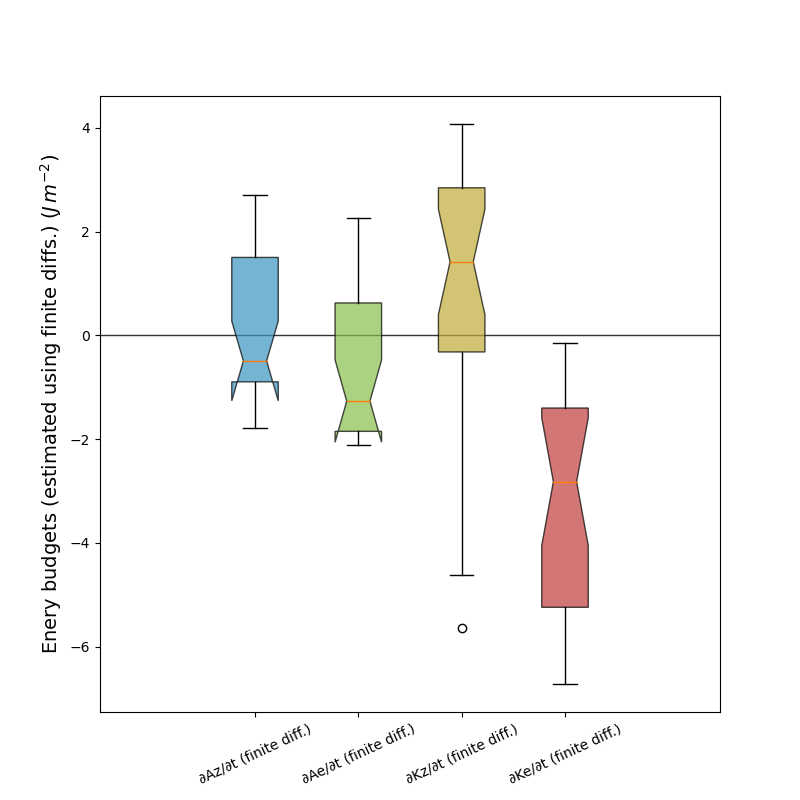 Enery budgets (estimated using finite diffs.) (J m⁻²)
4
2
0
−2
−4
−6
∂Az/∂t (finite diff.)
∂Ae/∂t (finite diff.)
∂Kz/∂t (finite diff.)
∂Ke/∂t (finite diff.)